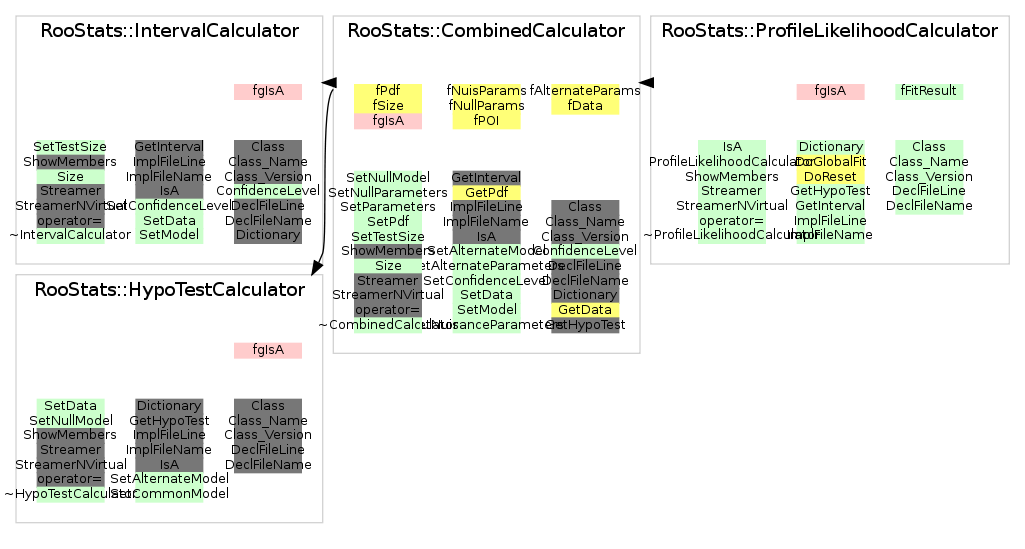 RooStats::IntervalCalculator
fgIsA
SetTestSize
ShowMembers
Size
Streamer
StreamerNVirtual
operator=
~IntervalCalculator
GetInterval
ImplFileLine
ImplFileName
IsA
SetConfidenceLevel
SetData
SetModel
Class
Class_Name
Class_Version
ConfidenceLevel
DeclFileLine
DeclFileName
Dictionary
RooStats::HypoTestCalculator
fgIsA
SetData
SetNullModel
ShowMembers
Streamer
StreamerNVirtual
operator=
~HypoTestCalculator
Dictionary
GetHypoTest
ImplFileLine
ImplFileName
IsA
SetAlternateModel
SetCommonModel
Class
Class_Name
Class_Version
DeclFileLine
DeclFileName
RooStats::CombinedCalculator
fPdf
fSize
fgIsA
fNuisParams
fNullParams
fPOI
fAlternateParams
fData
SetNullModel
SetNullParameters
SetParameters
SetPdf
SetTestSize
ShowMembers
Size
Streamer
StreamerNVirtual
operator=
~CombinedCalculator
GetInterval
GetPdf
ImplFileLine
ImplFileName
IsA
SetAlternateModel
SetAlternateParameters
SetConfidenceLevel
SetData
SetModel
SetNuisanceParameters
Class
Class_Name
Class_Version
ConfidenceLevel
DeclFileLine
DeclFileName
Dictionary
GetData
GetHypoTest
RooStats::ProfileLikelihoodCalculator
fgIsA
fFitResult
IsA
ProfileLikelihoodCalculator
ShowMembers
Streamer
StreamerNVirtual
operator=
~ProfileLikelihoodCalculator
Dictionary
DoGlobalFit
DoReset
GetHypoTest
GetInterval
ImplFileLine
ImplFileName
Class
Class_Name
Class_Version
DeclFileLine
DeclFileName